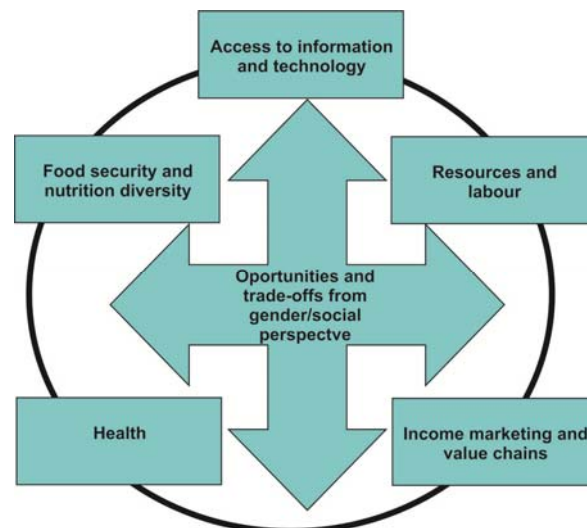 Access to information
and technology
Food security and
nutrition diversity
Resources and
labour
Oportunities and
trade-offs from
gender/social
perspectve
Health
Income marketing and
value chains